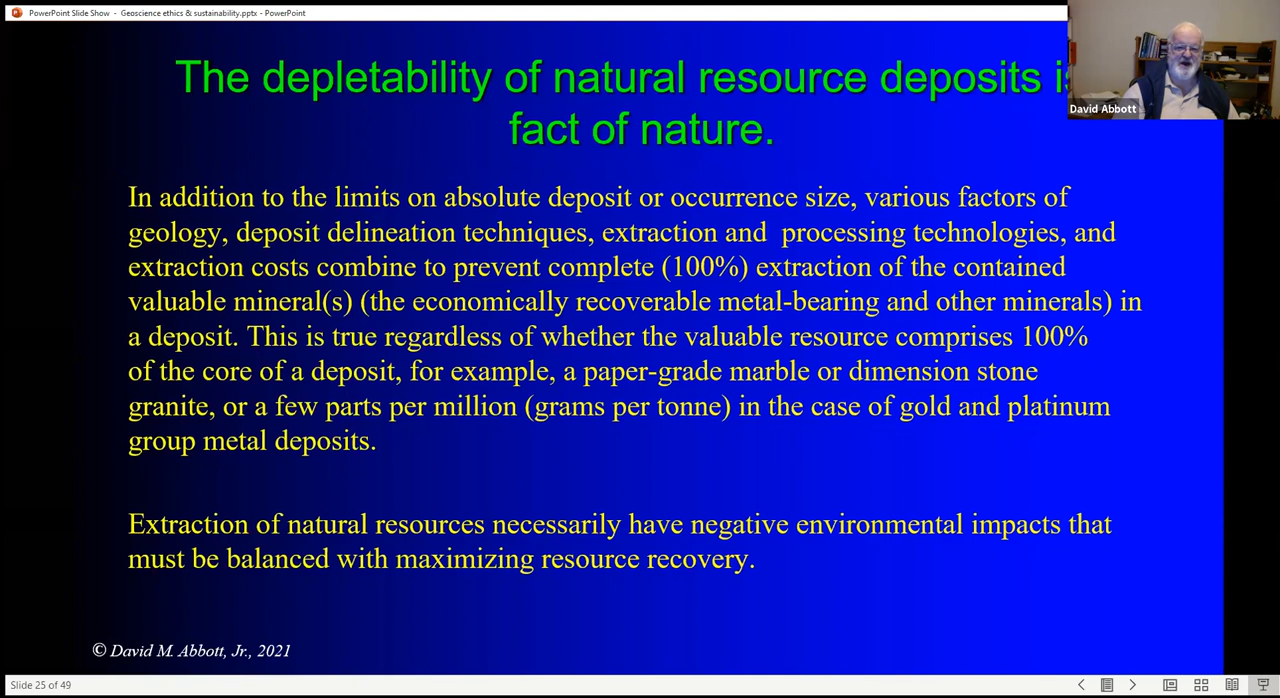 PowerPoint Slide Show - Geoscience ethics & sustainability.pptx - PowerPoint
The depletability of natural resource deposits is
fact of nature.
David Abbott
In addition to the limits on absolute deposit or occurrence size, various factors of
geology, deposit delineation techniques, extraction and processing technologies, and
extraction costs combine to prevent complete (100%) extraction of the contained
valuable mineral(s) (the economically recoverable metal-bearing and other minerals) in
a deposit. This is true regardless of whether the valuable resource comprises 100%
of the core of a deposit, for example, a paper-grade marble or dimension stone
granite, or a few parts per million (grams per tonne) in the case of gold and platinum
group metal deposits.
Extraction of natural resources necessarily have negative environmental impacts that
must be balanced with maximizing resource recovery.
© David M. Abbott, Jr., 2021
Slide 25 of 49